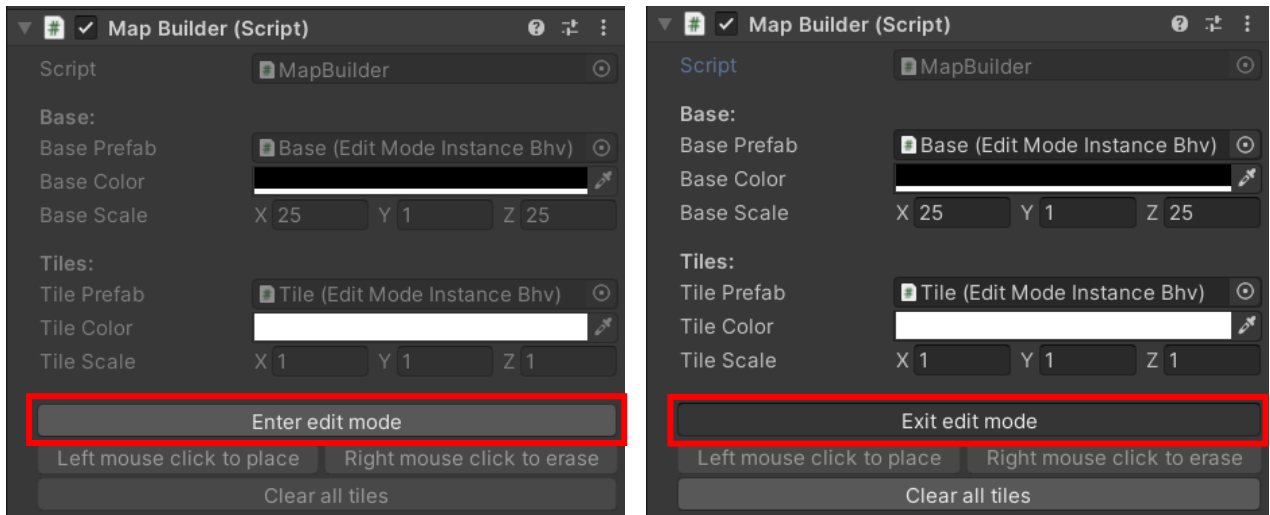 Map Builder (Script)
Script MapBuilder
Base:
Base Prefab Base (Edit Mode Instance Bhv)
Base Color
Base Scale X 25 Y 1 Z 25
Tiles:
Tile Prefab Tile (Edit Mode Instance Bhv)
Tile Color
Tile Scale X 1 Y 1 Z 1
Enter edit mode
Left mouse click to place Right mouse click to erase
Clear all tiles
Map Builder (Script)
Script MapBuilder
Base:
Base Prefab Base (Edit Mode Instance Bhv)
Base Color
Base Scale X 25 Y 1 Z 25
Tiles:
Tile Prefab Tile (Edit Mode Instance Bhv)
Tile Color
Tile Scale X 1 Y 1 Z 1
Exit edit mode
Left mouse click to place Right mouse click to erase
Clear all tiles